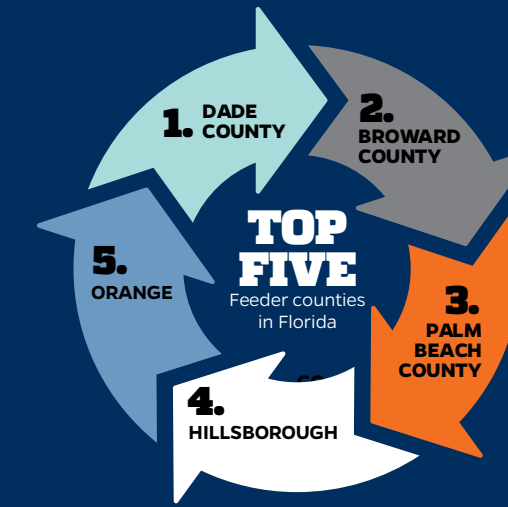 TOP
FIVE
Feeder counties
in Florida
1. DADE
COUNTY
2.
BROWARD
COUNTY
3.
PALM
BEACH
COUNTY
4.
HILLSBOROUGH
5.
ORANGE